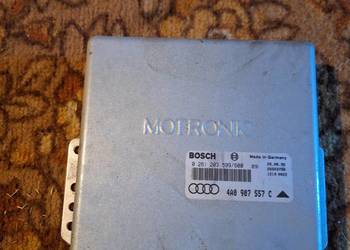 MOTRONIC
BOSCH Made in Germany
0 261 203 599/600
4A0 907 557 C